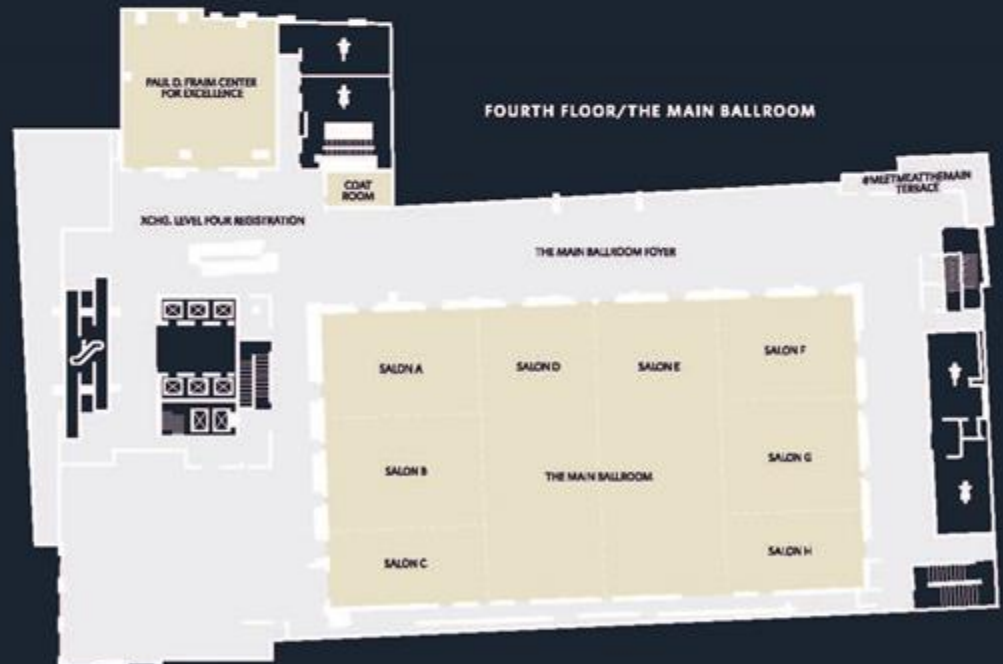 PAUL D. FRAIM CENTER
FOR EXCELLENCE
FOURTH FLOOR/THE MAIN BALLROOM
COAT
ROOM
#MEETMEATTHEMAIN
TERRACE
XCHG. LEVEL FOUR REGISTRATION
THE MAIN BALLROOM FOYER
SALON A
SALON D
SALON E
SALON F
SALON B
THE MAIN BALLROOM
SALON G
SALON C
SALON H